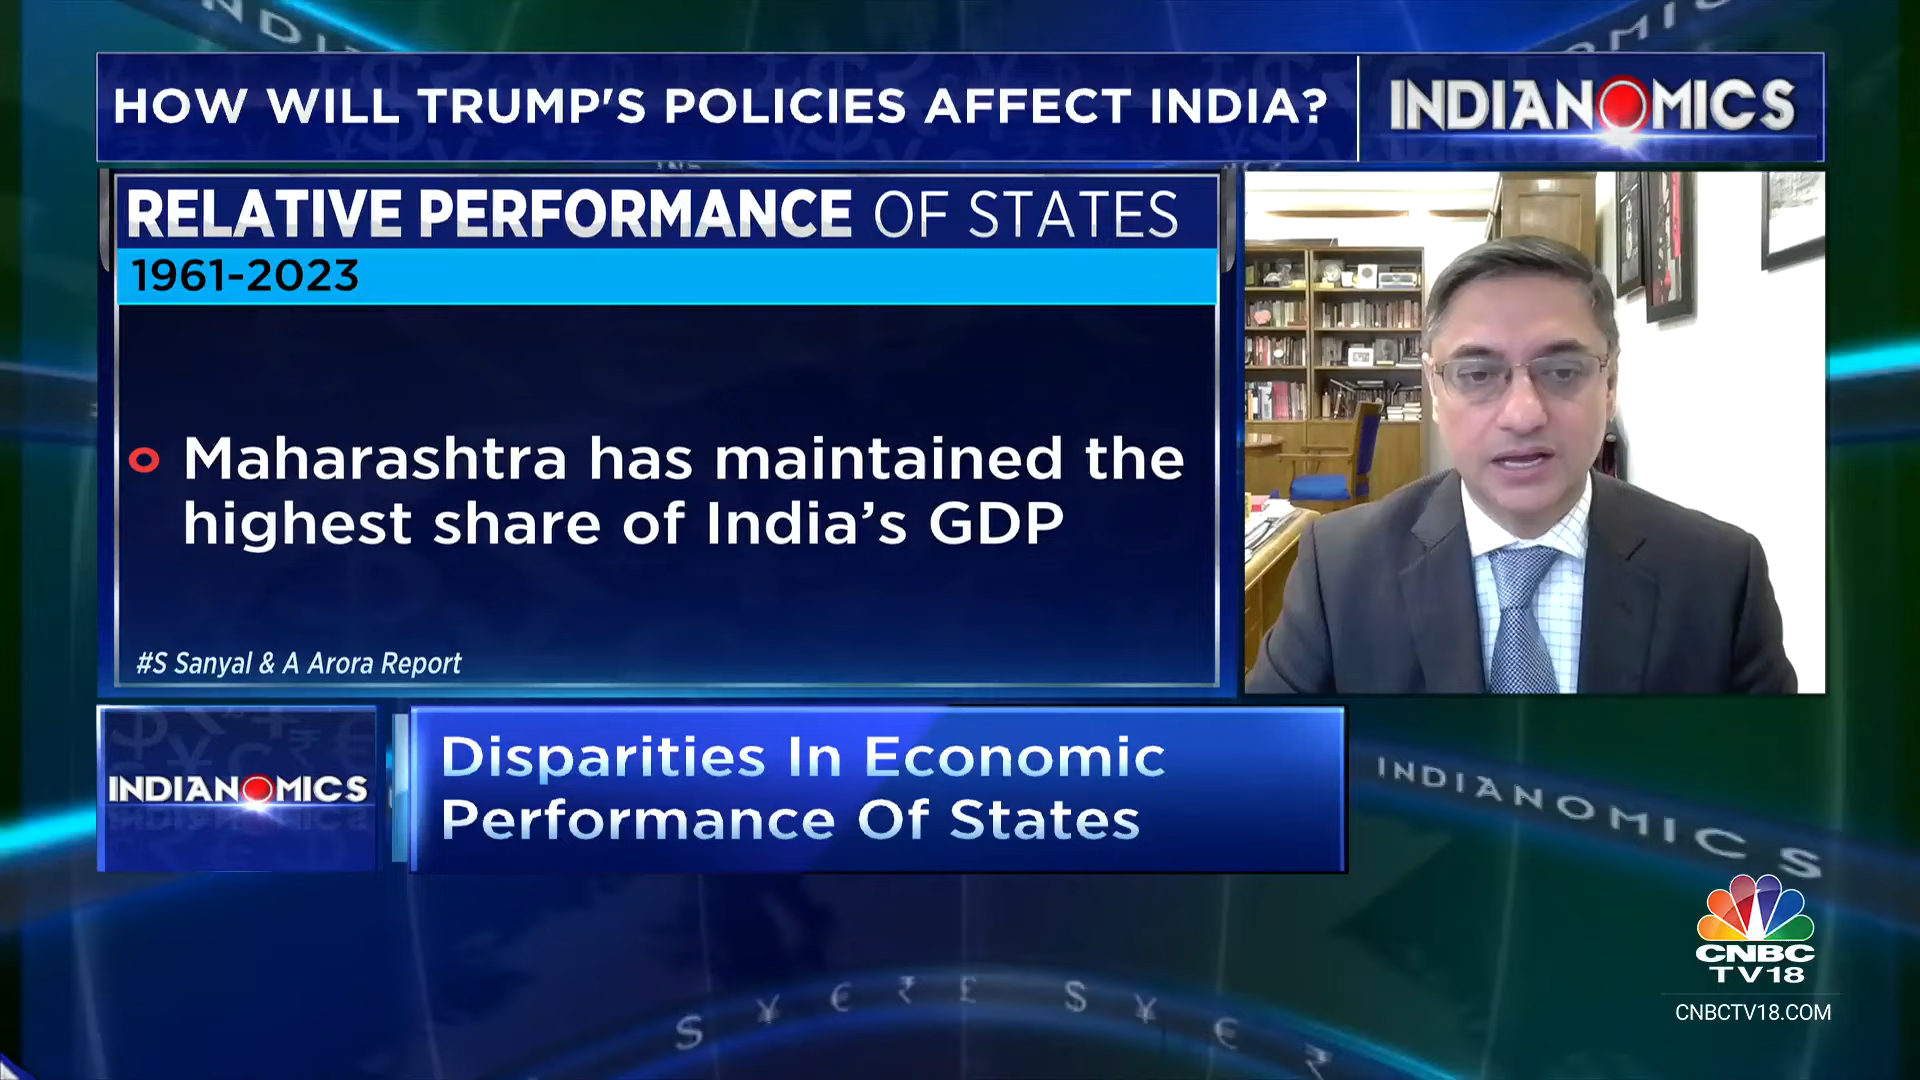 HOW WILL TRUMP'S POLICIES AFFECT INDIA?
INDIANOMICS
RELATIVE PERFORMANCE OF STATES
1961-2023
Maharashtra has maintained the
highest share of India’s GDP
#S Sanyal & A Arora Report
INDIANOMICS
Disparities In Economic
Performance Of States
INDIANOMICS
CNBC
TV18
CNBCTV18.COM
$ ¥ € ₹ £ $ ¥ € ₹